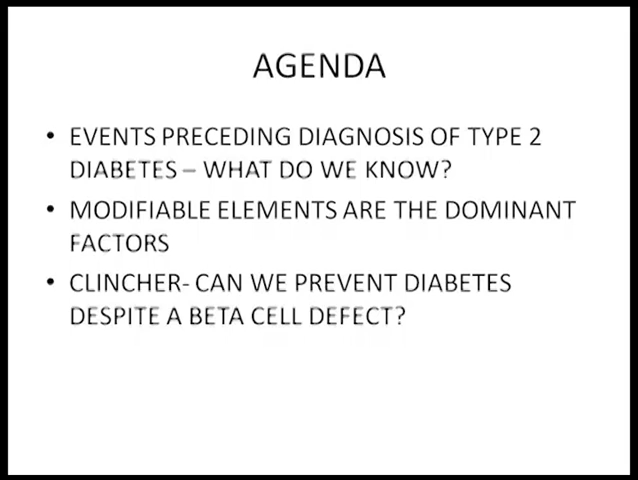 AGENDA
• EVENTS PRECEDING DIAGNOSIS OF TYPE 2
DIABETES – WHAT DO WE KNOW?
• MODIFIABLE ELEMENTS ARE THE DOMINANT
FACTORS
• CLINCHER- CAN WE PREVENT DIABETES
DESPITE A BETA CELL DEFECT?